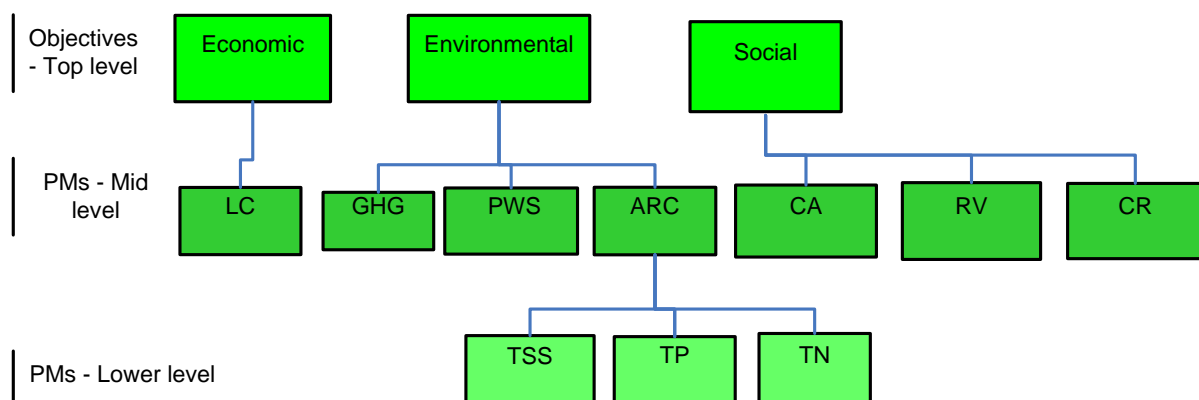 Objectives
- Top level
Economic
Environmental
Social
PMs - Mid
level
LC
GHG
PWS
ARC
CA
RV
CR
PMs - Lower level
TSS
TP
TN